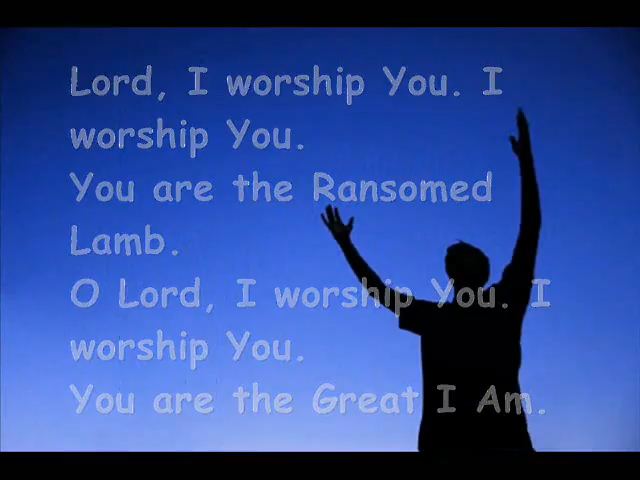 Lord, I worship You. I
worship You.
You are the Ransomed
Lamb.
O Lord, I worship You. I
worship You.
You are the Great I Am.